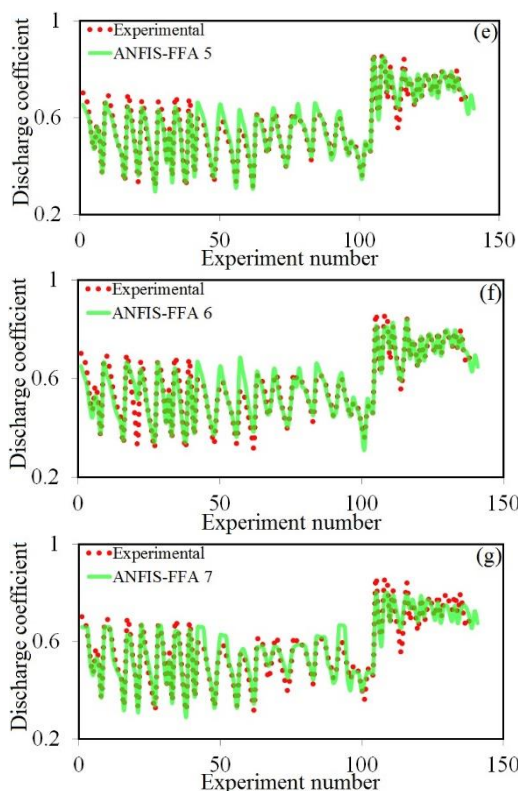 1
(e)
Experimental
ANFIS-FFA 5
Discharge coefficient
0.6
0.2
0
50
100
150
Experiment number
1
(f)
Experimental
ANFIS-FFA 6
Discharge coefficient
0.6
0.2
0
50
100
150
Experiment number
1
(g)
Experimental
ANFIS-FFA 7
Discharge coefficient
0.6
0.2
0
50
100
150
Experiment number